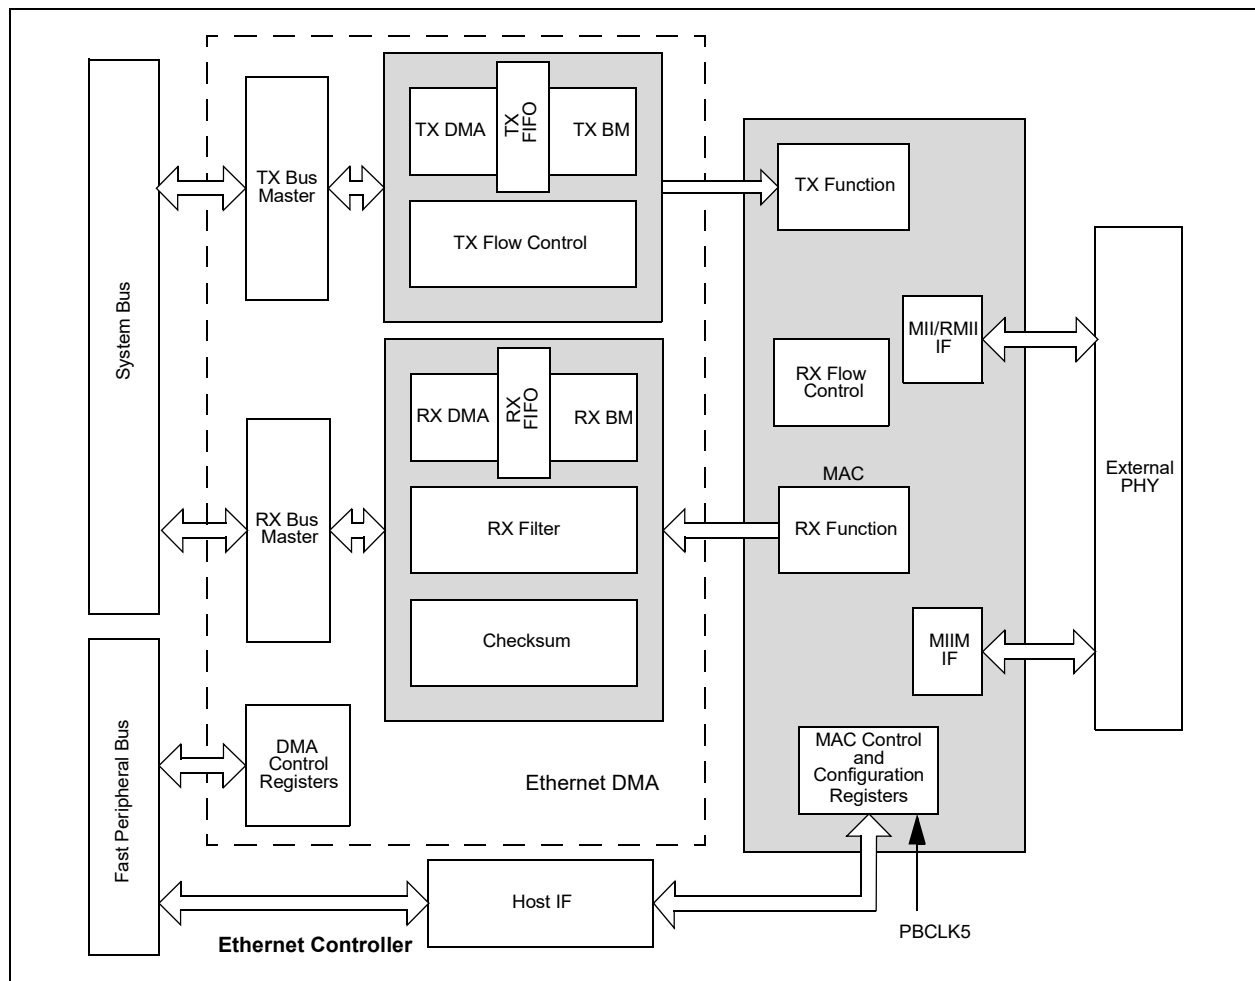 System Bus
Fast Peripheral Bus
TX Bus
Master
RX Bus
Master
DMA
Control
Registers
TX DMA
TX
FIFO
TX BM
TX Flow Control
RX DMA
RX
FIFO
RX BM
RX Filter
Checksum
Ethernet DMA
TX Function
MII/RMII
IF
RX Flow
Control
MAC
RX Function
MIIM
IF
MAC Control
and
Configuration
Registers
External
PHY
Host IF
PBCLK5
Ethernet Controller